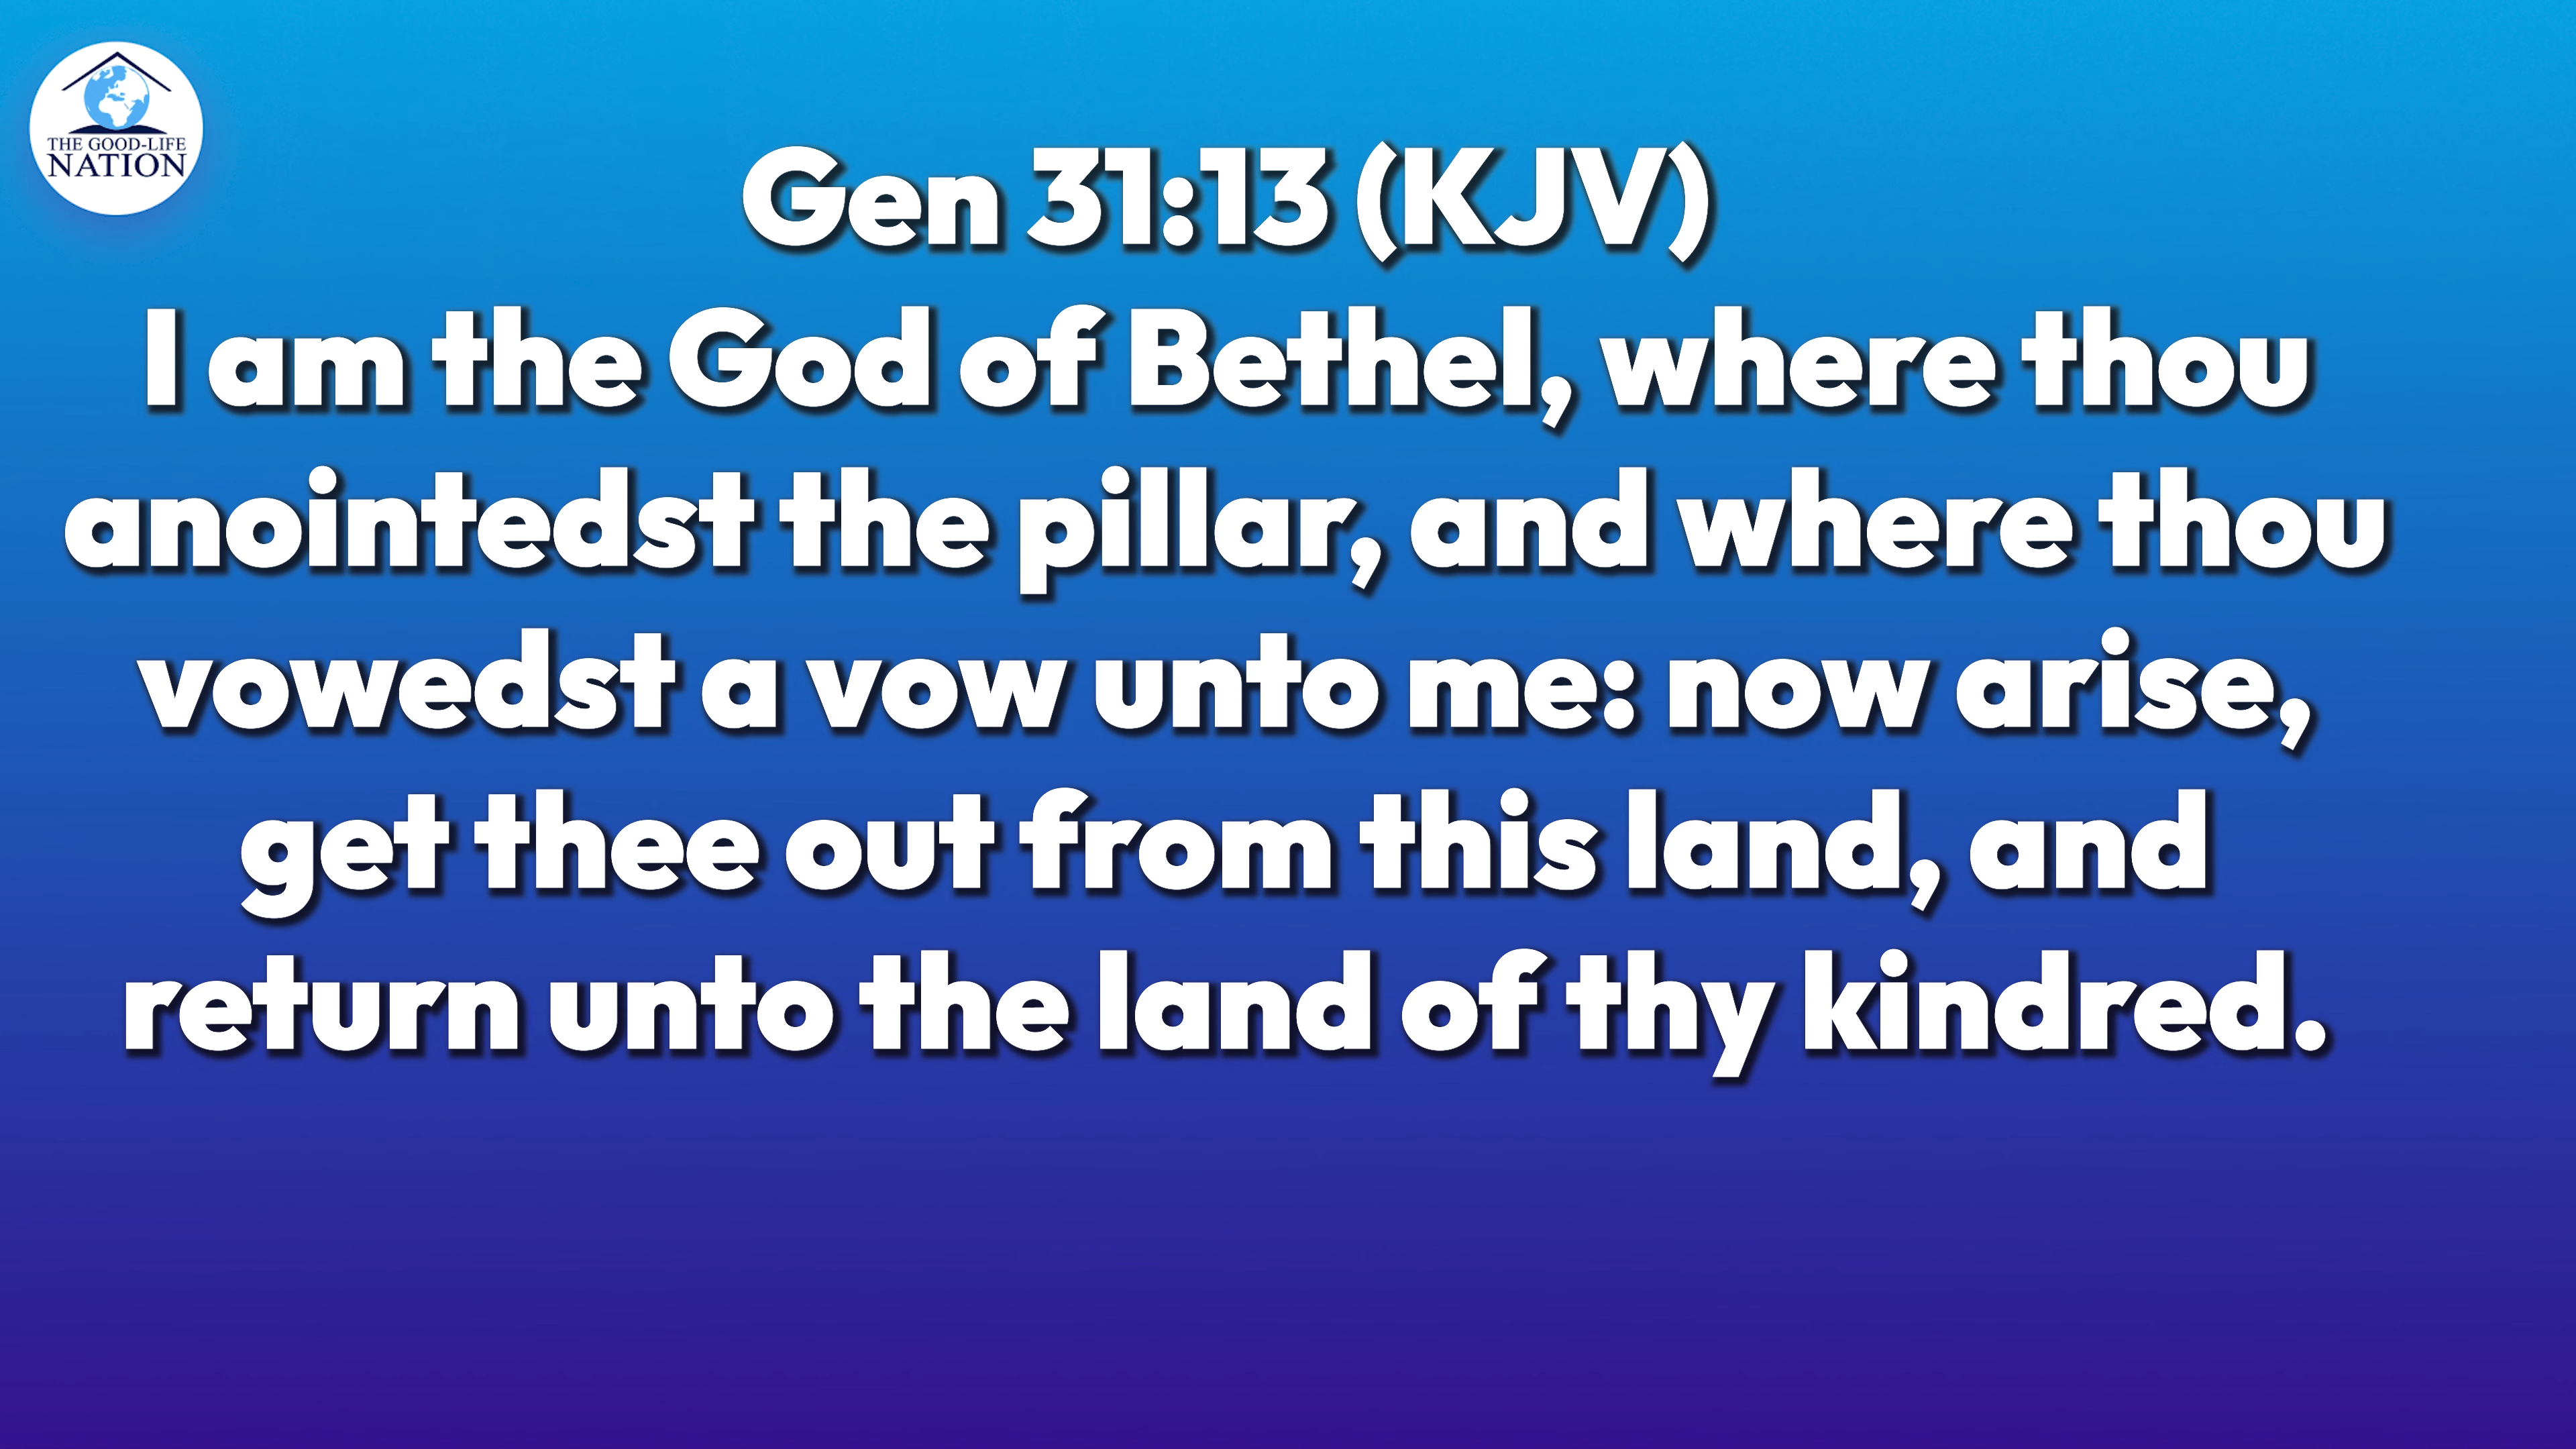 THE GOOD-LIFE
NATION
Gen 31:13 (KJV)
I am the God of Bethel, where thou
anointedst the pillar, and where thou
vowedst a vow unto me: now arise,
get thee out from this land, and
return unto the land of thy kindred.